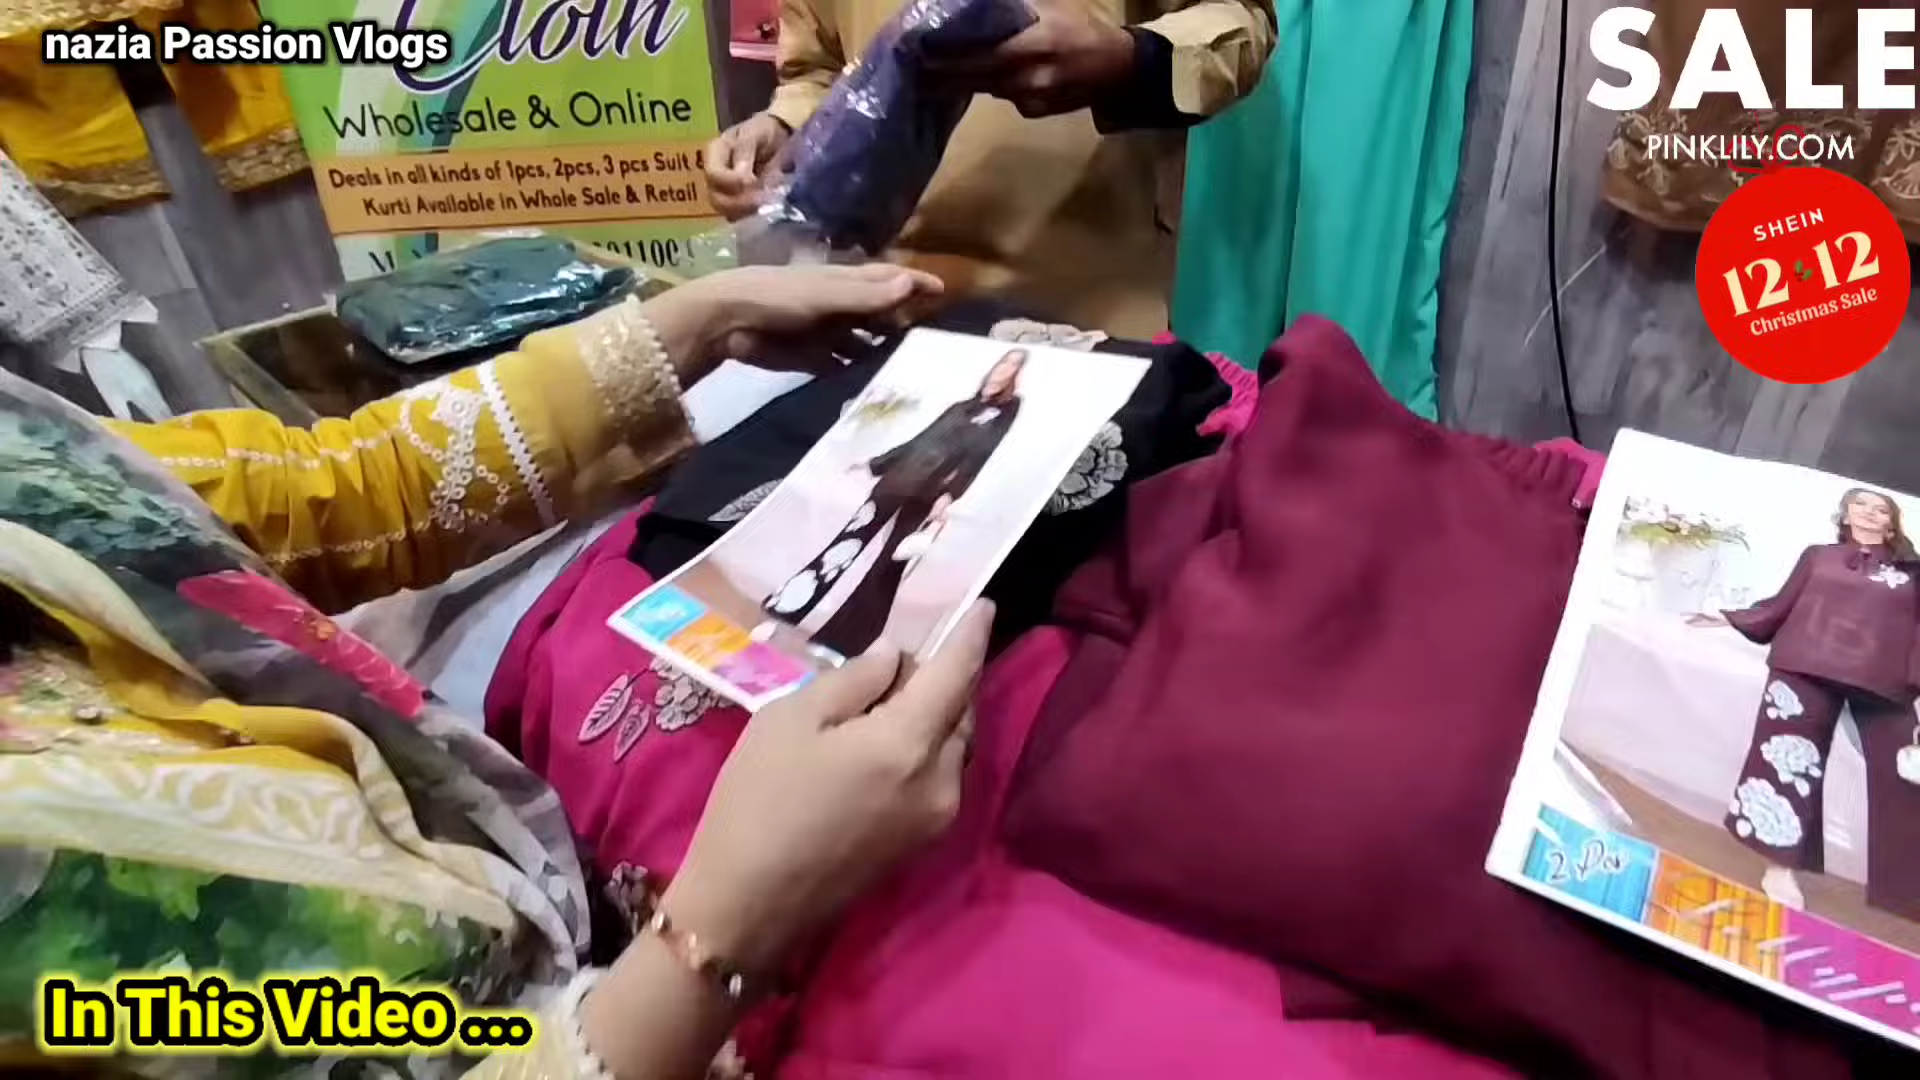 nazia Passion Vlogs
Cloth
Wholesale & Online
Deals in all kinds of 1pcs, 2pcs, 3 pcs Suit &
Kurti Available in Whole Sale & Retail
SALE
PINKLILY.COM
SHEIN
12 12
Christmas Sale
2 Pcs
In This Video ...